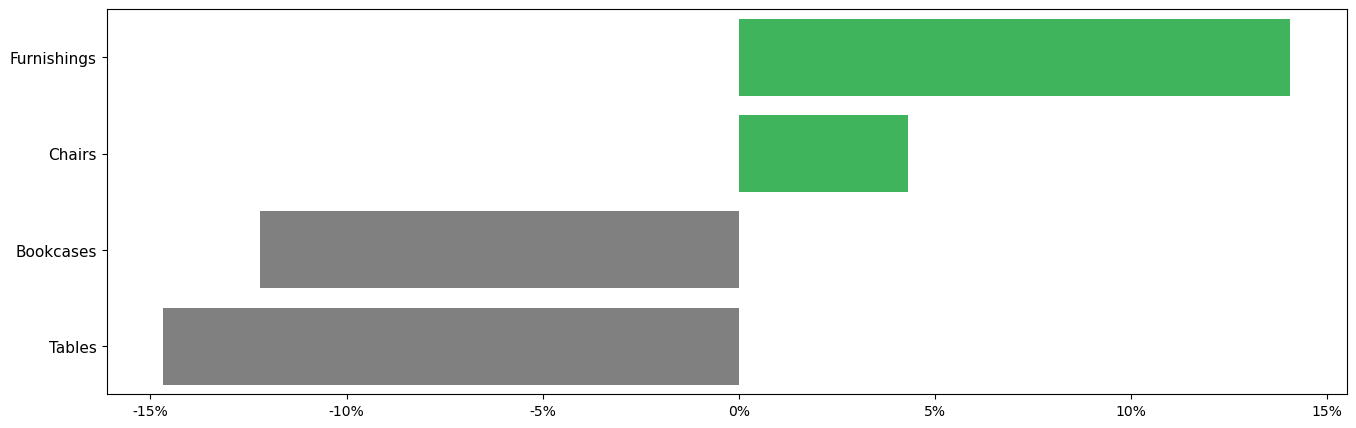 Furnishings
Chairs
Bookcases
Tables
-15% -10% -5% 0% 5% 10% 15%